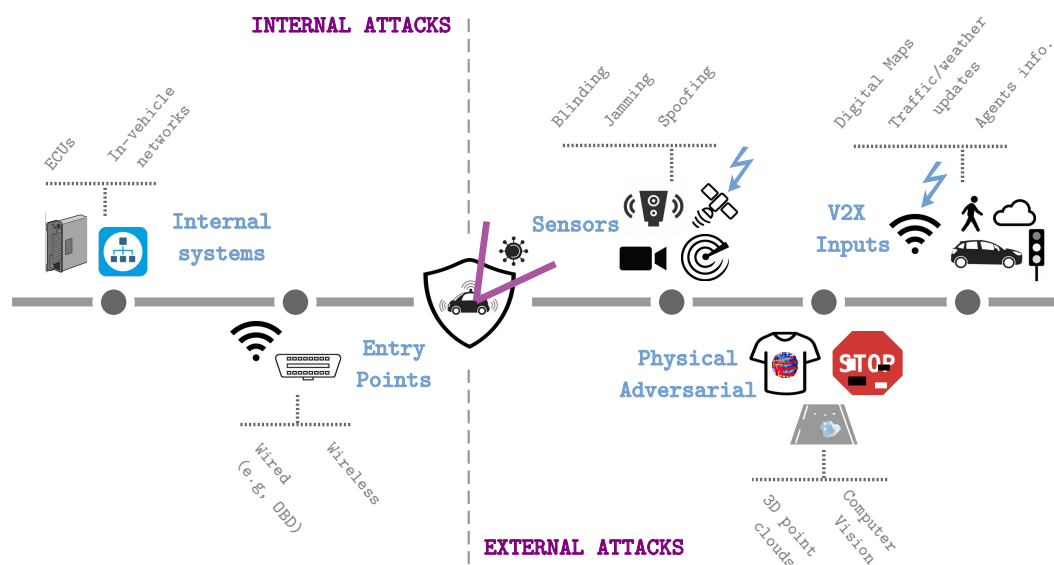 INTERNAL ATTACKS
ECUs
In-vehicle
networks
Internal
systems
Blinding
Jamming
Spoofing
Sensors
Digital Maps
Traffic/weather
updates
Agents info.
V2X
Inputs
Entry
Points
Wired
(e.g, OBD)
Wireless
Physical
Adversarial
STOP
3D point
clouds
Computer
Vision
EXTERNAL ATTACKS